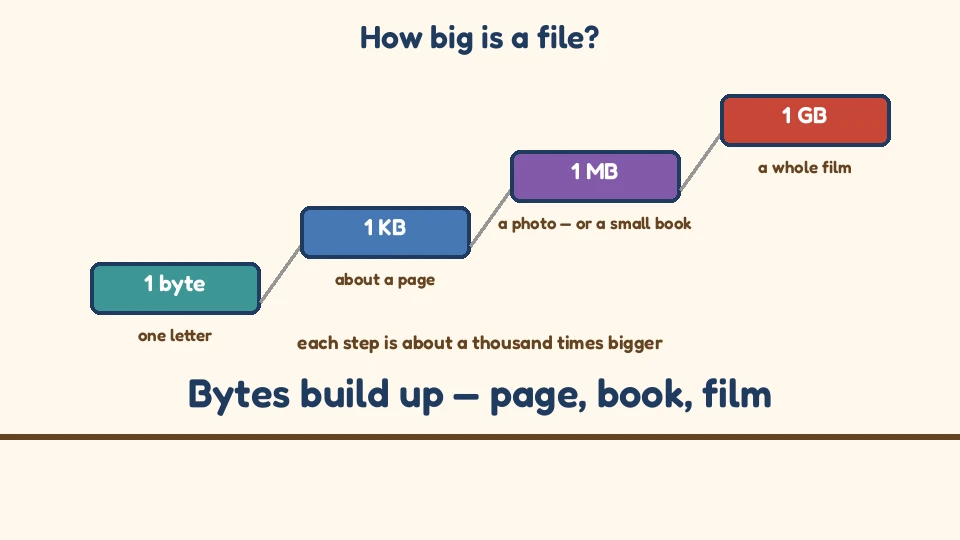 How big is a file?
1 GB
a whole film
1 MB
a photo — or a small book
1 KB
about a page
1 byte
one letter
each step is about a thousand times bigger
Bytes build up — page, book, film